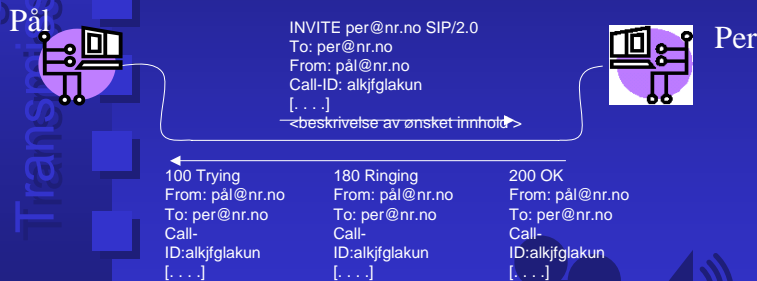 Pål
Per
INVITE per@nr.no SIP/2.0
To: per@nr.no
From: pål@nr.no
Call-ID: alkjfglakun
[. . . .]
<beskrivelse av ønsket innhold >
100 Trying
From: pål@nr.no
To: per@nr.no
Call-
ID:alkjfglakun
[. . . .]
180 Ringing
From: pål@nr.no
To: per@nr.no
Call-
ID:alkjfglakun
[. . . .]
200 OK
From: pål@nr.no
To: per@nr.no
Call-
ID:alkjfglakun
[. . . .]